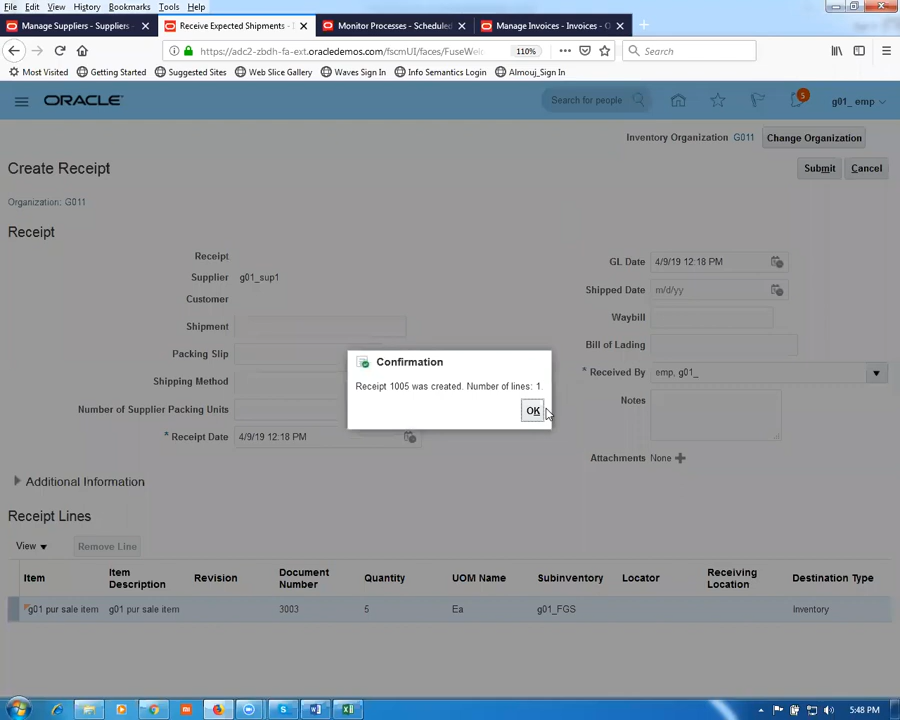 File Edit View History Bookmarks Tools Help
Manage Suppliers - Suppliers - Receive Expected Shipments - Monitor Processes - Scheduled Manage Invoices - Invoices - O
https://adc2-zbdh-fa-ext.oracledemos.com/fscmUI/faces/FuseWelc 110% Search
Most Visited Getting Started Suggested Sites Web Slice Gallery Waves Sign In Info Semantics Login Almouj_Sign In
ORACLE Search for people 5 g01_ emp
Inventory Organization G011 Change Organization
Create Receipt Submit Cancel
Organization: G011
Receipt
Receipt GL Date 4/9/19 12:18 PM
Supplier g01_sup1 Shipped Date m/d/yy
Customer Waybill
Shipment Bill of Lading
Packing Slip * Received By emp, g01_
Shipping Method Notes
Number of Supplier Packing Units
* Receipt Date 4/9/19 12:18 PM Attachments None
Confirmation
Receipt 1005 was created. Number of lines: 1.
OK
Additional Information
Receipt Lines
View Remove Line
Item Item Description Revision Document Number Quantity UOM Name Subinventory Locator Receiving Location Destination Type
g01 pur sale item g01 pur sale item 3003 5 Ea g01_FGS Inventory
5:48 PM